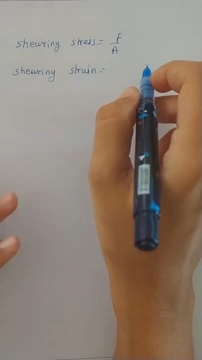 shearing stress = F/A
shearing strain =